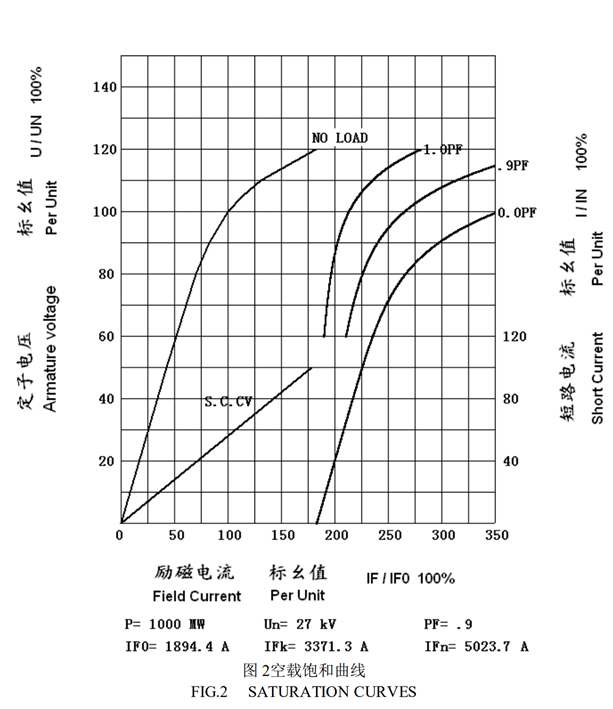 U / UN 100%
标幺值
Per Unit
定子电压
Armature voltage
140
120
100
80
60
40
20
NO LOAD
1.0PF
.9PF
0.0PF
S.C.CV
I / IN 100%
标幺值
Per Unit
短路电流
Short Current
120
80
40
0 50 100 150 200 250 300 350
励磁电流 标幺值 IF / IF0 100%
Field Current Per Unit
P= 1000 MW Un= 27 kV PF= .9
IF0= 1894.4 A IFk= 3371.3 A IFn= 5023.7 A
图 2空载饱和曲线
FIG.2 SATURATION CURVES